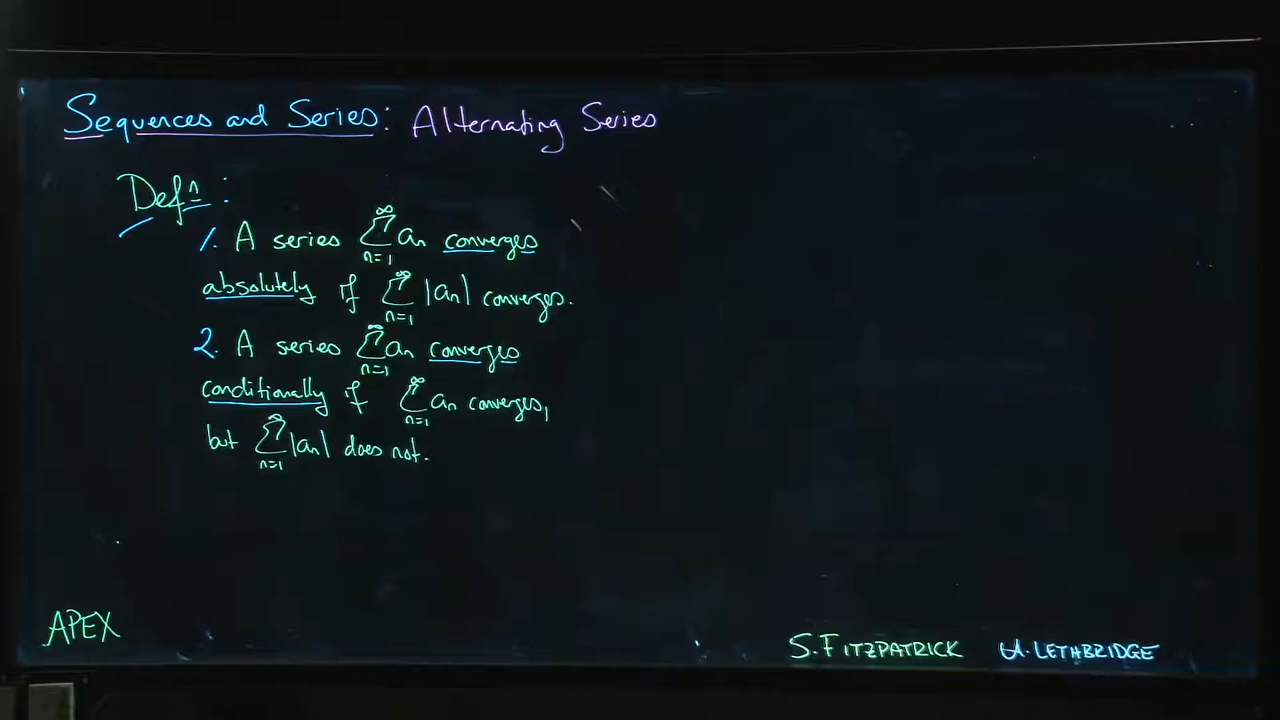 Sequences and Series: Alternating Series
Defⁿ:
1. A series ∞∑n=1 an converges
absolutely if ∞∑n=1 |an| converges.
2. A series ∞∑n=1 an converges
conditionally if ∞∑n=1 an converges,
but ∞∑n=1 |an| does not.
APEX
S. FITZPATRICK U. LETHBRIDGE